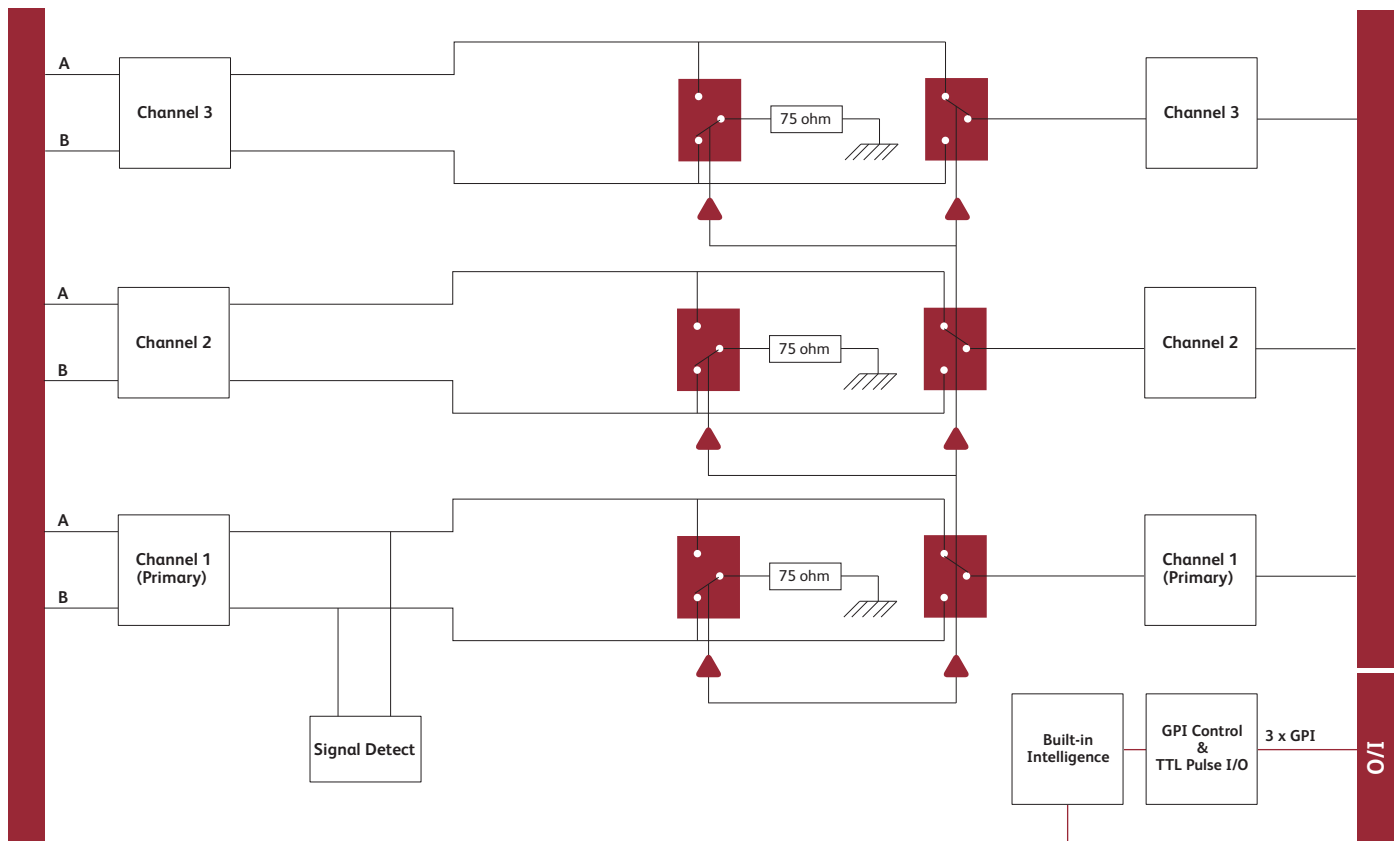 A
Channel 3
B
75 ohm
Channel 3
A
Channel 2
B
75 ohm
Channel 2
A
Channel 1
(Primary)
B
75 ohm
Channel 1
(Primary)
Signal Detect
Built-in
Intelligence
GPI Control
&
TTL Pulse I/O
3 x GPI
I/O